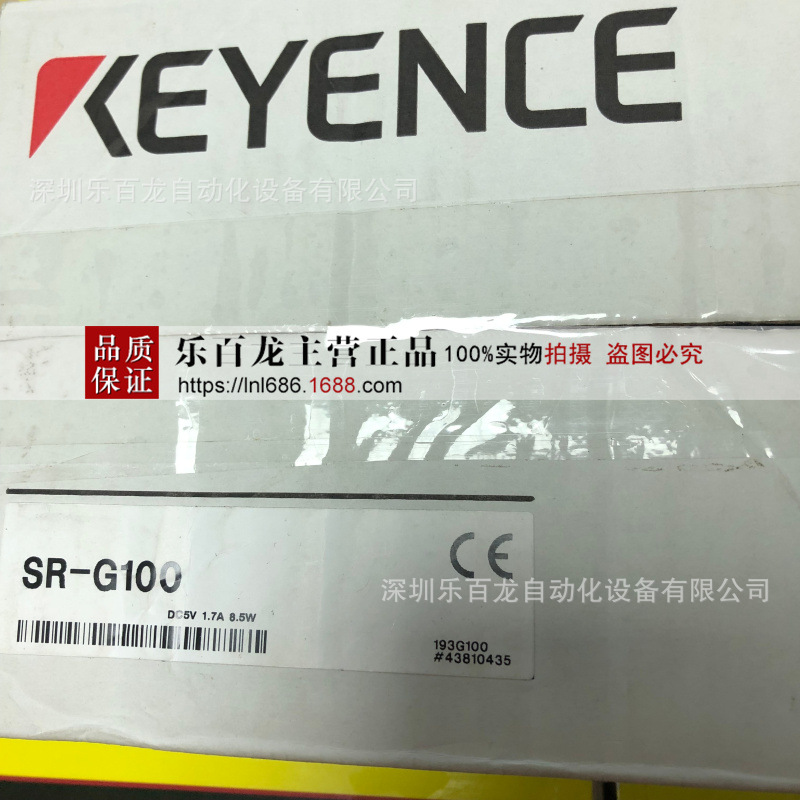 KEYENCE
深圳乐百龙自动化设备有限公司
品质保证
乐百龙主营正品 100%实物拍摄 盗图必究
https://lnl686.1688.com/
SR-G100
CE
深圳乐百龙自动化设备有限公司
DC5V 1.7A 8.5W
193G100
#43810435